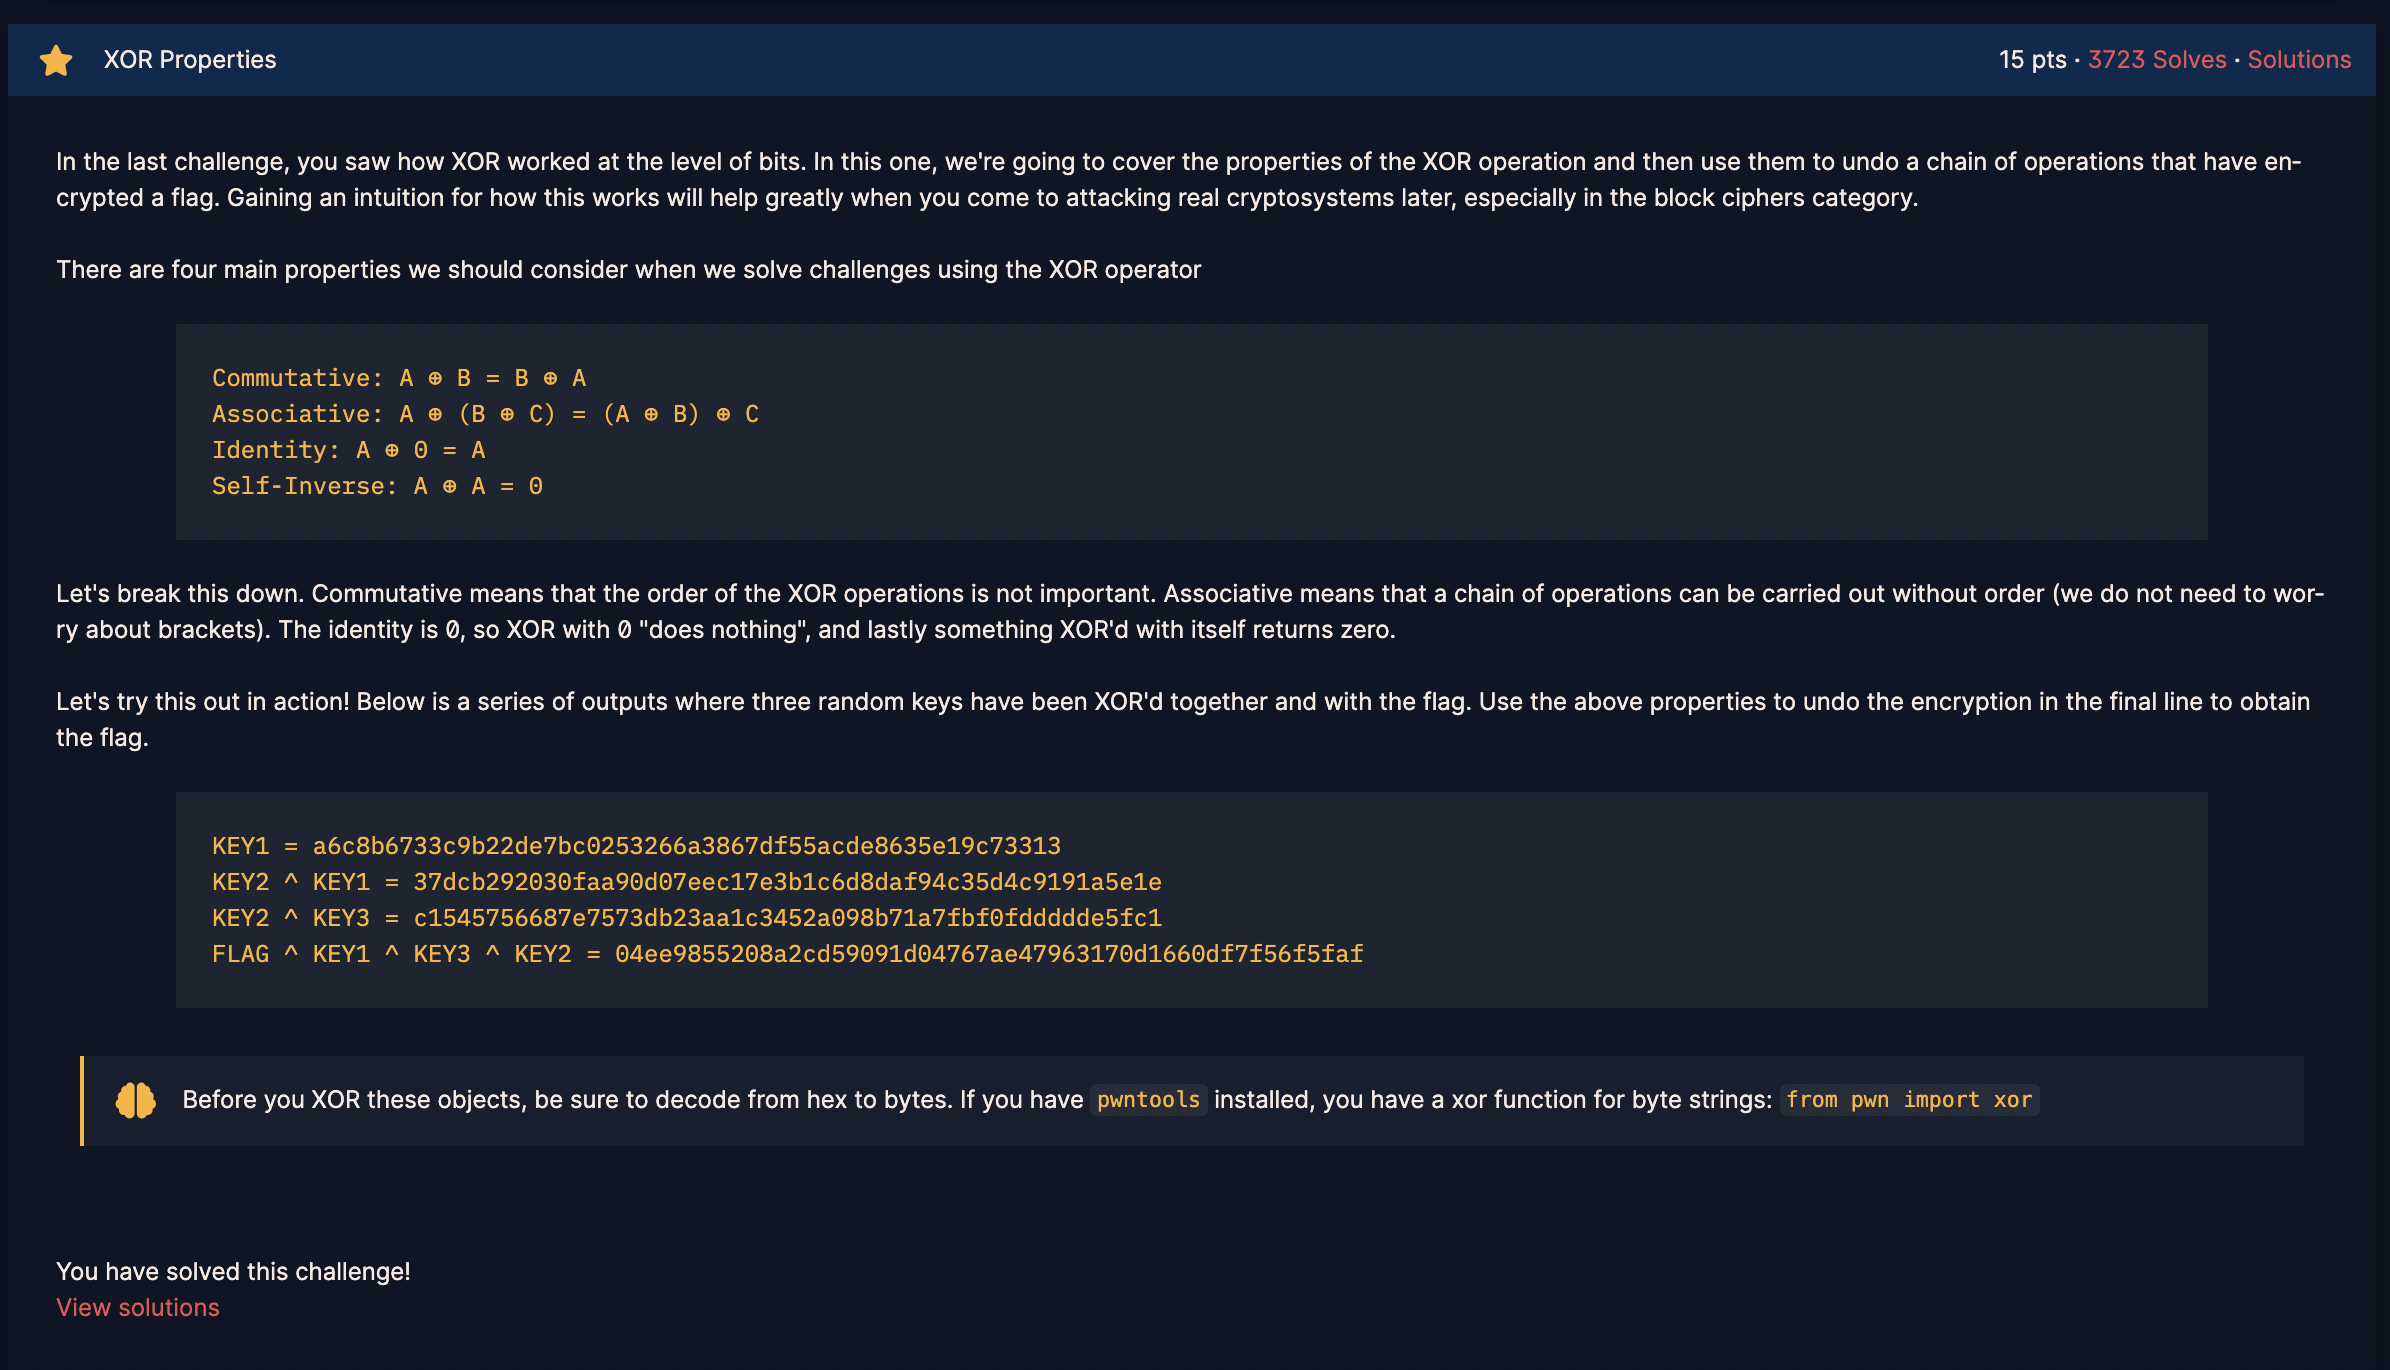 XOR Properties
15 pts · 3723 Solves · Solutions
In the last challenge, you saw how XOR worked at the level of bits. In this one, we're going to cover the properties of the XOR operation and then use them to undo a chain of operations that have en-
crypted a flag. Gaining an intuition for how this works will help greatly when you come to attacking real cryptosystems later, especially in the block ciphers category.
There are four main properties we should consider when we solve challenges using the XOR operator
Commutative: A ⊕ B = B ⊕ A
Associative: A ⊕ (B ⊕ C) = (A ⊕ B) ⊕ C
Identity: A ⊕ 0 = A
Self-Inverse: A ⊕ A = 0
Let's break this down. Commutative means that the order of the XOR operations is not important. Associative means that a chain of operations can be carried out without order (we do not need to wor-
ry about brackets). The identity is 0, so XOR with 0 "does nothing", and lastly something XOR'd with itself returns zero.
Let's try this out in action! Below is a series of outputs where three random keys have been XOR'd together and with the flag. Use the above properties to undo the encryption in the final line to obtain
the flag.
KEY1 = a6c8b6733c9b22de7bc0253266a3867df55acde8635e19c73313
KEY2 ^ KEY1 = 37dcb292030faa90d07eec17e3b1c6d8daf94c35d4c9191a5e1e
KEY2 ^ KEY3 = c1545756687e7573db23aa1c3452a098b71a7fbf0fddddde5fc1
FLAG ^ KEY1 ^ KEY3 ^ KEY2 = 04ee9855208a2cd59091d04767ae47963170d1660df7f56f5faf
Before you XOR these objects, be sure to decode from hex to bytes. If you have pwntools installed, you have a xor function for byte strings: from pwn import xor
You have solved this challenge!
View solutions